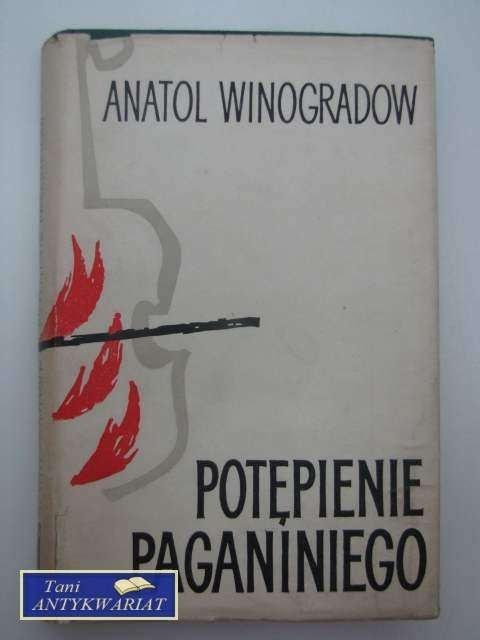 ANATOL WINOGRADOW
POTĘPIENIE
PAGANINIEGO
Tani
ANTYKWARIAT